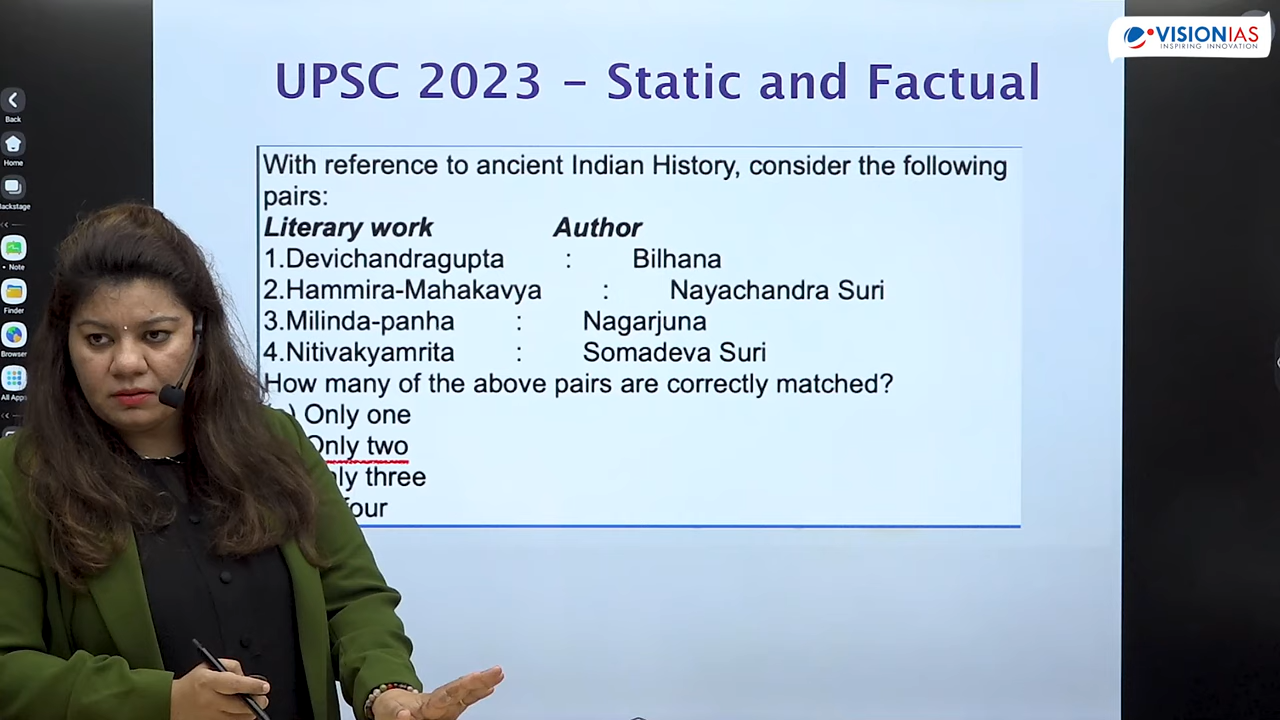 VISIONIAS
INSPIRING INNOVATION
UPSC 2023 – Static and Factual
Back
Home
Backstage
Note
Finder
Browser
All Apps
With reference to ancient Indian History, consider the following
pairs:
Literary work Author
1.Devichandragupta : Bilhana
2.Hammira-Mahakavya : Nayachandra Suri
3.Milinda-panha : Nagarjuna
4.Nitivakyamrita : Somadeva Suri
How many of the above pairs are correctly matched?
) Only one
Only two
three
four